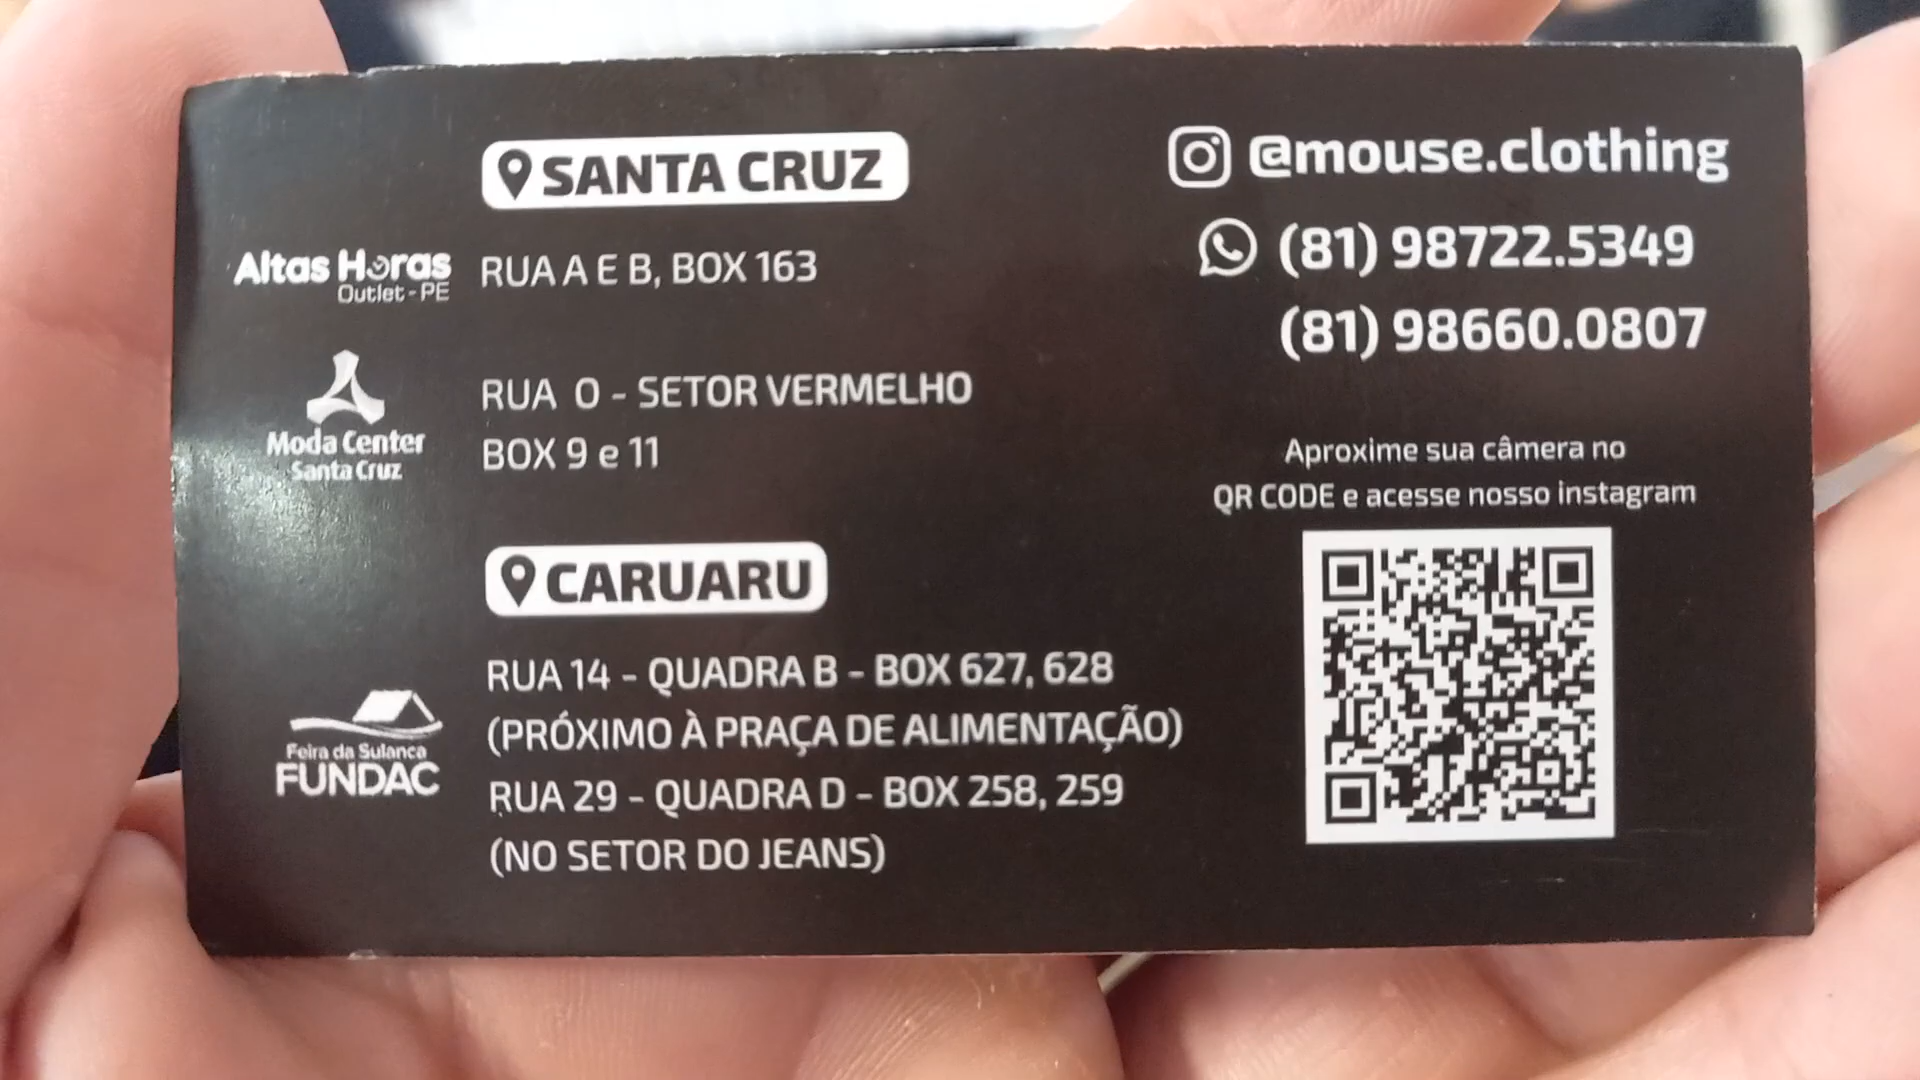 SANTA CRUZ
Altas Horas
Outlet - PE
RUA A E B, BOX 163
Moda Center
Santa Cruz
RUA O - SETOR VERMELHO
BOX 9 e 11
CARUARU
Feira da Sulanca
FUNDAC
RUA 14 - QUADRA B - BOX 627, 628
(PRÓXIMO À PRAÇA DE ALIMENTAÇÃO)
RUA 29 - QUADRA D - BOX 258, 259
(NO SETOR DO JEANS)
@mouse.clothing
(81) 98722.5349
(81) 98660.0807
Aproxime sua câmera no
QR CODE e acesse nosso instagram